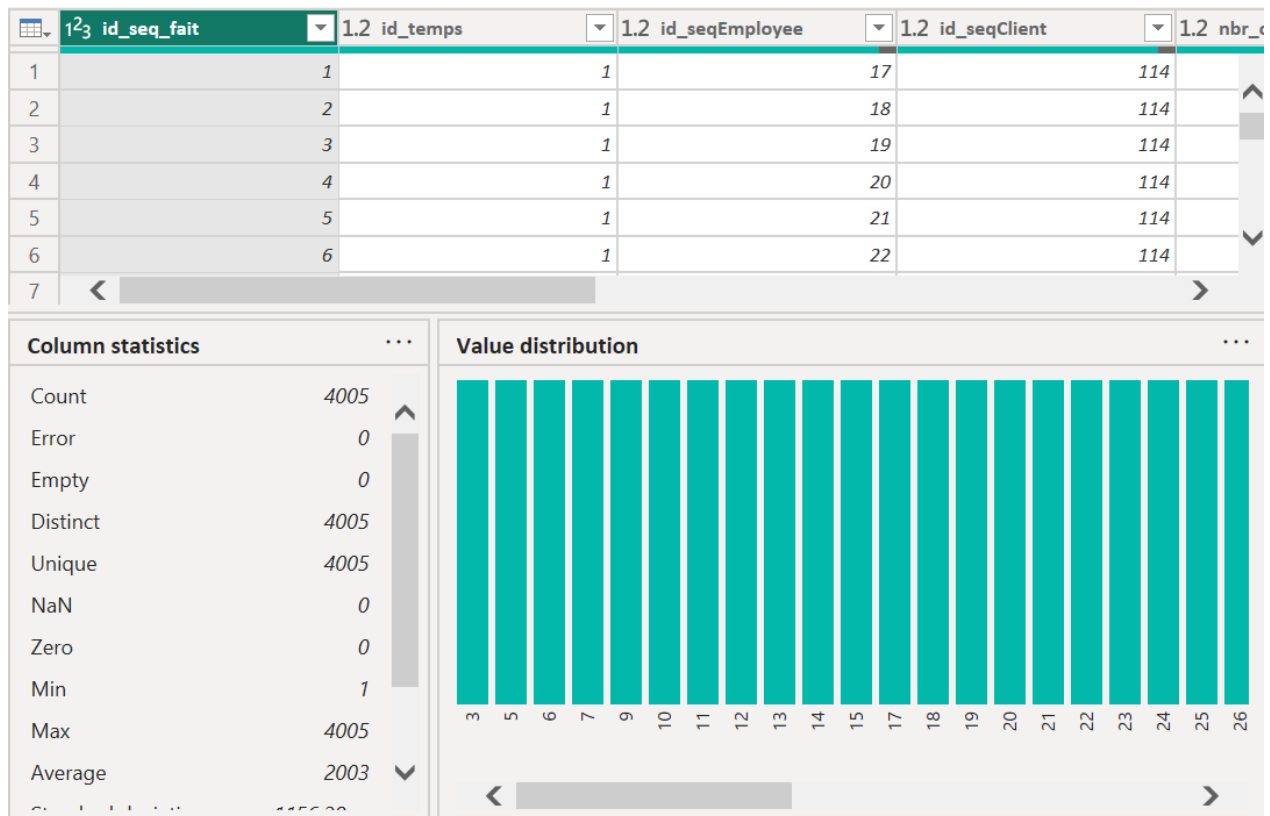 1²3 id_seq_fait 1.2 id_temps 1.2 id_seqEmployee 1.2 id_seqClient 1.2
1 1 1 17 114
2 2 1 18 114
3 3 1 19 114
4 4 1 20 114
5 5 1 21 114
6 6 1 22 114
7
Column statistics ...
Count 4005
Error 0
Empty 0
Distinct 4005
Unique 4005
NaN 0
Zero 0
Min 1
Max 4005
Average 2003
Value distribution ...
3 5 6 7 9 10 11 12 13 14 15 17 18 19 20 21 22 23 24 25 26